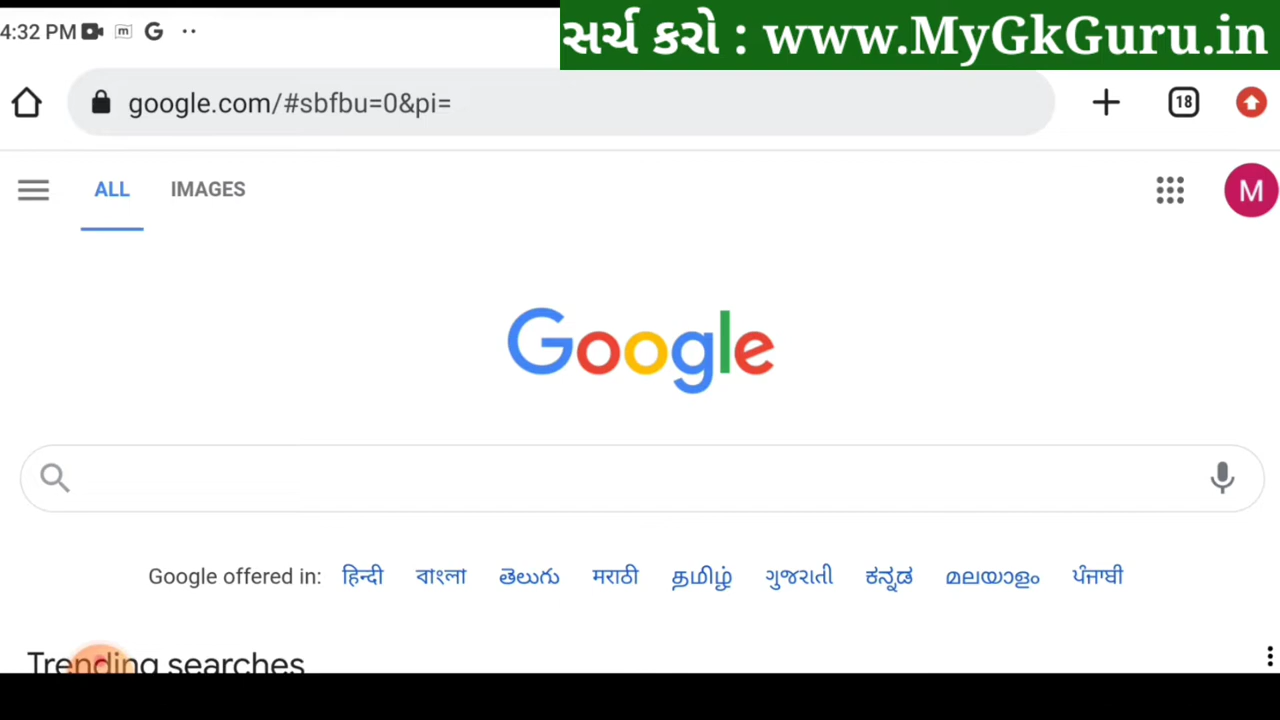 4:32 PM
સર્ચ કરો : www.MyGkGuru.in
google.com/#sbfbu=0&pi=
18
ALL IMAGES
M
Google
Google offered in: हिन्दी বাংলা తెలుగు मराठी தமிழ் ગુજરાતી ಕನ್ನಡ മലയാളം ਪੰਜਾਬੀ
Trending searches